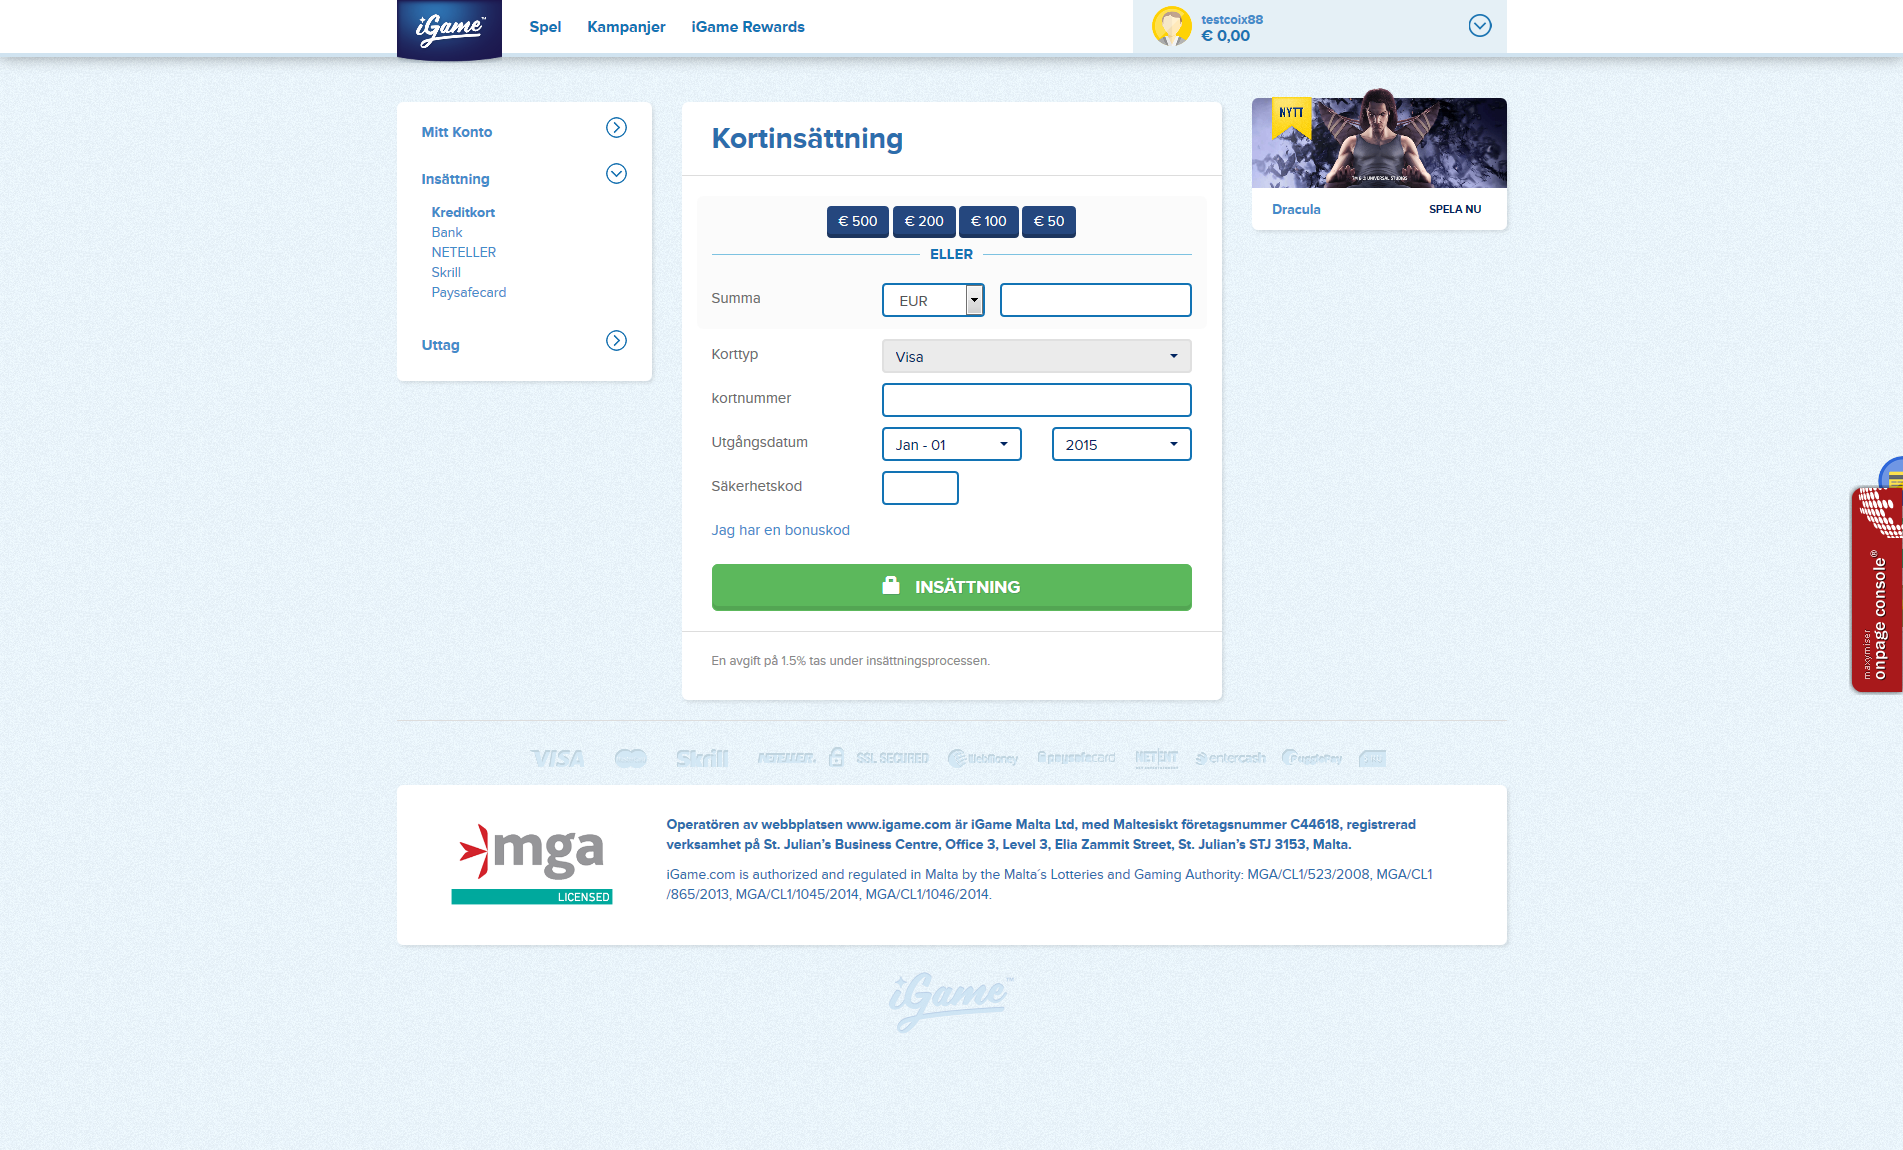 iGame™
Spel
Kampanjer
iGame Rewards
testcoix88
€ 0,00
Mitt Konto
Insättning
Kreditkort
Bank
NETELLER
Skrill
Paysafecard
Uttag
Kortinsättning
€ 500
€ 200
€ 100
€ 50
ELLER
Summa
EUR
Korttyp
Visa
kortnummer
Utgångsdatum
Jan - 01
2015
Säkerhetskod
Jag har en bonuskod
INSÄTTNING
En avgift på 1.5% tas under insättningsprocessen.
NYTT
Dracula
SPELA NU
maxymiser
onpage console®
VISA
Skrill
NETELLER
SSL SECURED
WebMoney
paysafecard
NETENT
entercash
mga
LICENSED
Operatören av webbplatsen www.igame.com är iGame Malta Ltd, med Maltesiskt företagsnummer C44618, registrerad
verksamhet på St. Julian's Business Centre, Office 3, Level 3, Elia Zammit Street, St. Julian's STJ 3153, Malta.
iGame.com is authorized and regulated in Malta by the Malta´s Lotteries and Gaming Authority: MGA/CL1/523/2008, MGA/CL1
/865/2013, MGA/CL1/1045/2014, MGA/CL1/1046/2014.
iGame™